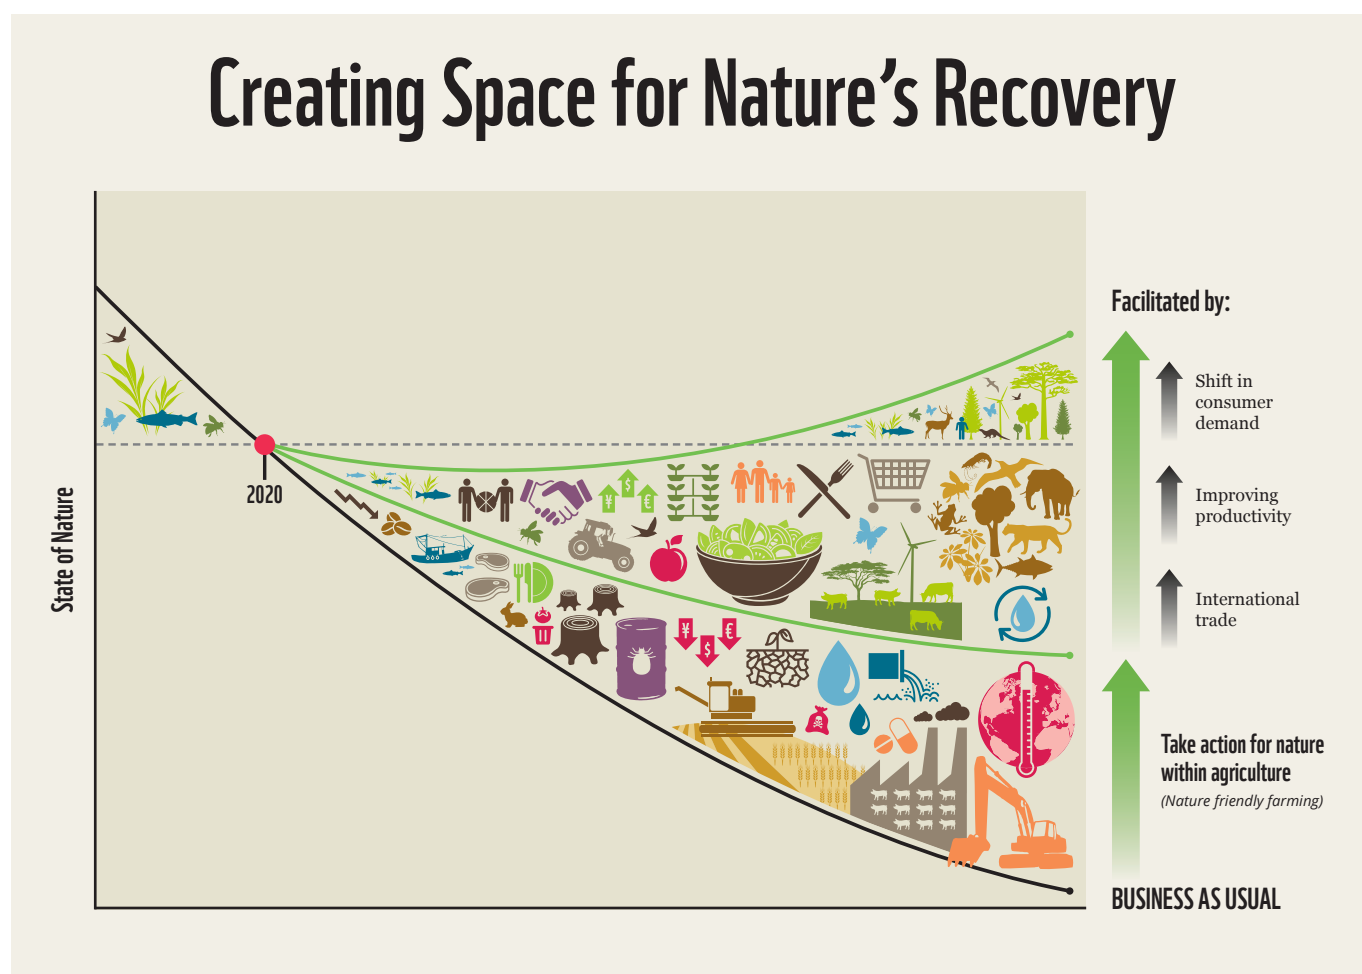 Creating Space for Nature’s Recovery
State of Nature
2020
¥
$
€
¥
$
€
Facilitated by:
Shift in
consumer
demand
Improving
productivity
International
trade
Take action for nature
within agriculture
(Nature friendly farming)
BUSINESS AS USUAL